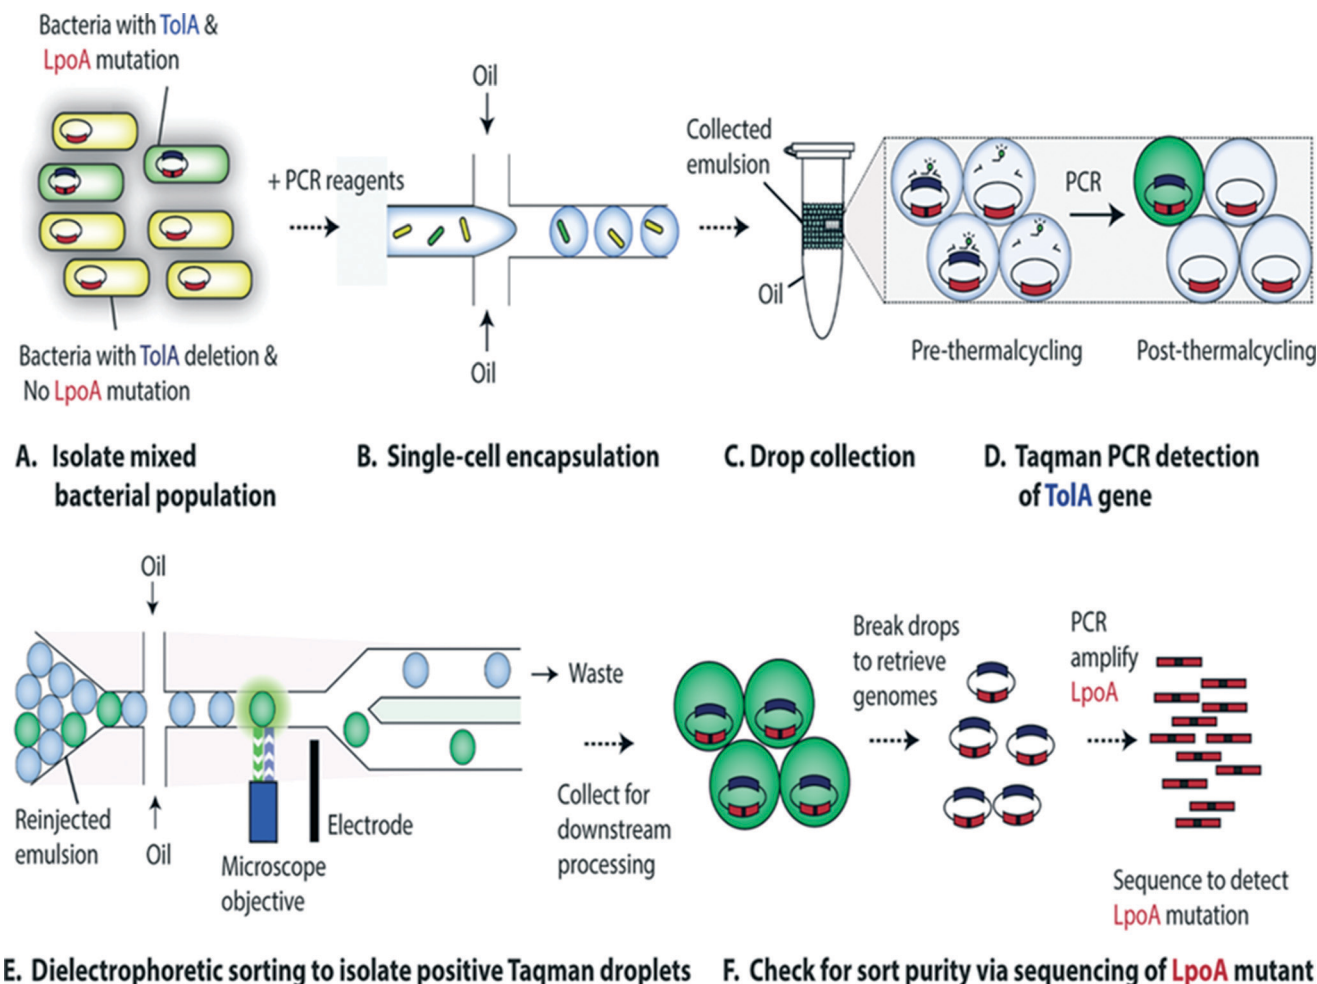 Bacteria with TolA &
LpoA mutation
+ PCR reagents
Bacteria with TolA deletion &
No LpoA mutation
A. Isolate mixed
bacterial population
Oil
Oil
B. Single-cell encapsulation
Collected
emulsion
Oil
C. Drop collection
PCR
Pre-thermalcycling
Post-thermalcycling
D. Taqman PCR detection
of TolA gene
Oil
Reinjected
emulsion
Oil
Microscope
objective
Electrode
Waste
E. Dielectrophoretic sorting to isolate positive Taqman droplets
Collect for
downstream
processing
Break drops
to retrieve
genomes
PCR
amplify
LpoA
Sequence to detect
LpoA mutation
F. Check for sort purity via sequencing of LpoA mutant